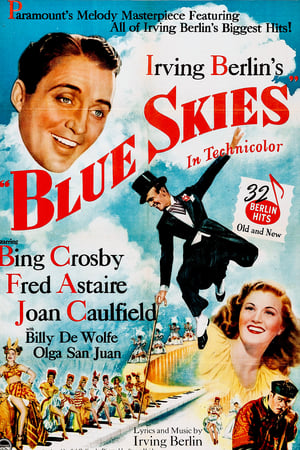 Paramount's Melody Masterpiece Featuring
All of Irving Berlin's Biggest Hits!
Irving Berlin's
"BLUE SKIES"
In Technicolor
32
BERLIN
HITS
Old and New
starring
Bing Crosby
Fred Astaire
Joan Caulfield
with
Billy De Wolfe
Olga San Juan
Lyrics and Music by
Irving Berlin